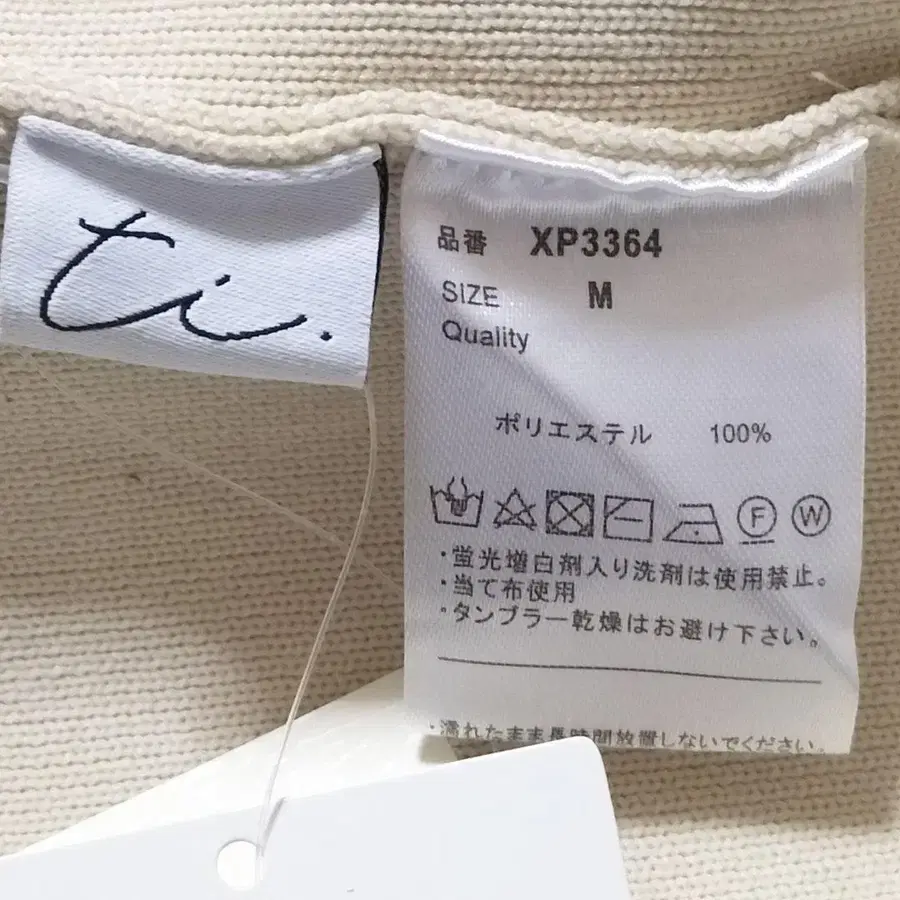 ti.
品番 XP3364
SIZE M
Quality
ポリエステル 100%
F W
・蛍光増白剤入り洗剤は使用禁止。
・当て布使用
・タンブラー乾燥はお避け下さい。
・濡れたまま長時間放置しないでください。